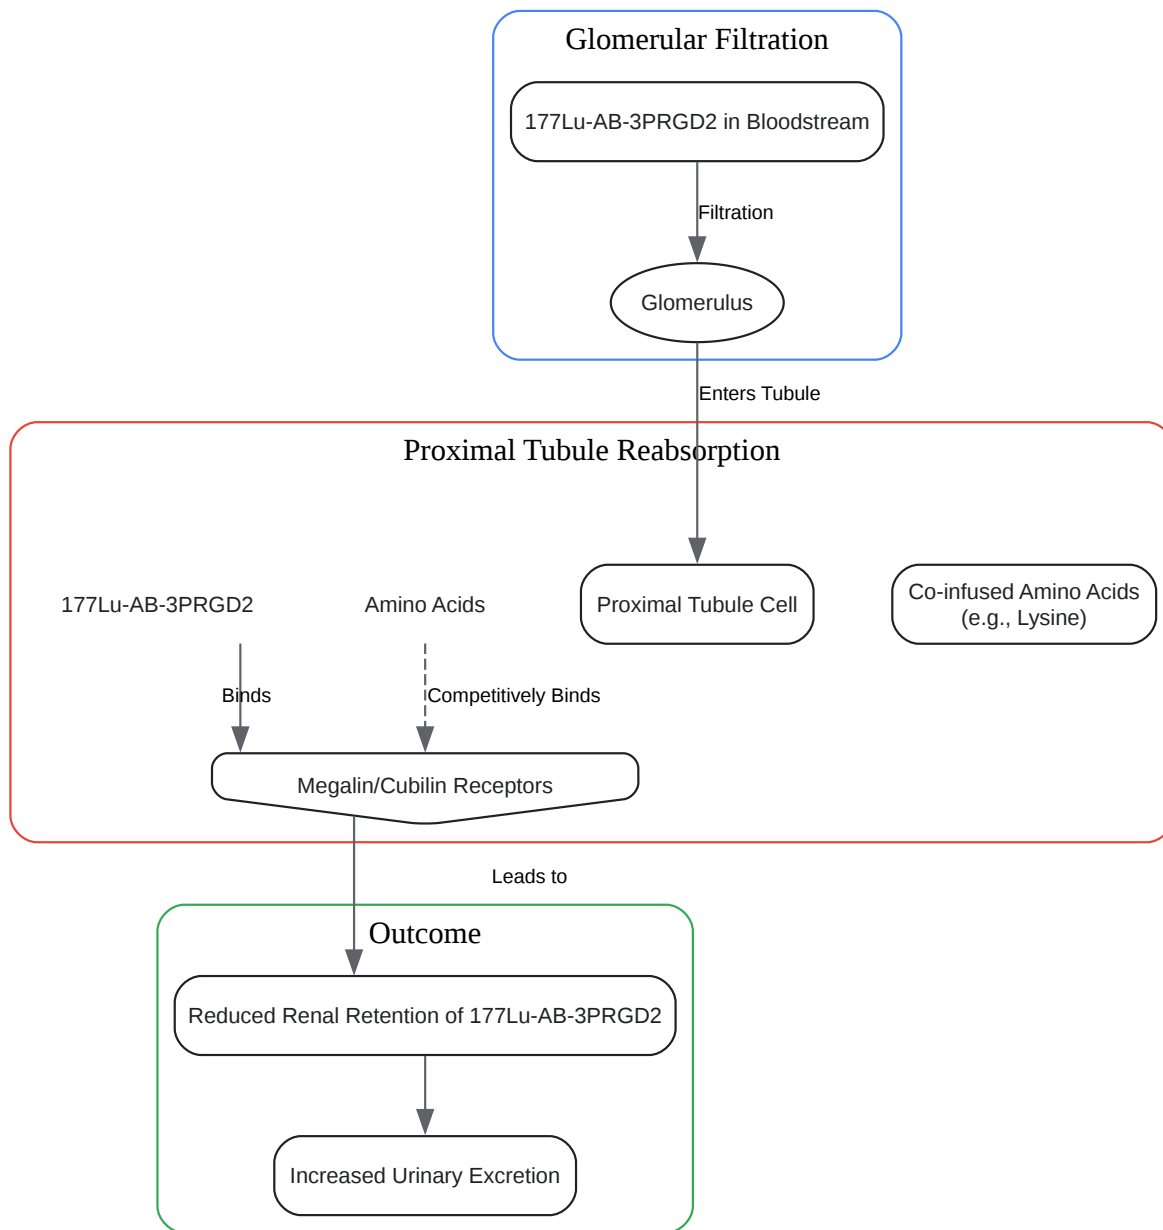 Glomerular Filtration
177Lu-AB-3PRGD2 in Bloodstream
Filtration
Glomerulus
Enters Tubule
Proximal Tubule Reabsorption
177Lu-AB-3PRGD2
Amino Acids
Proximal Tubule Cell
Co-infused Amino Acids
(e.g., Lysine)
Binds
Competitively Binds
Megalin/Cubilin Receptors
Leads to
Outcome
Reduced Renal Retention of 177Lu-AB-3PRGD2
Increased Urinary Excretion